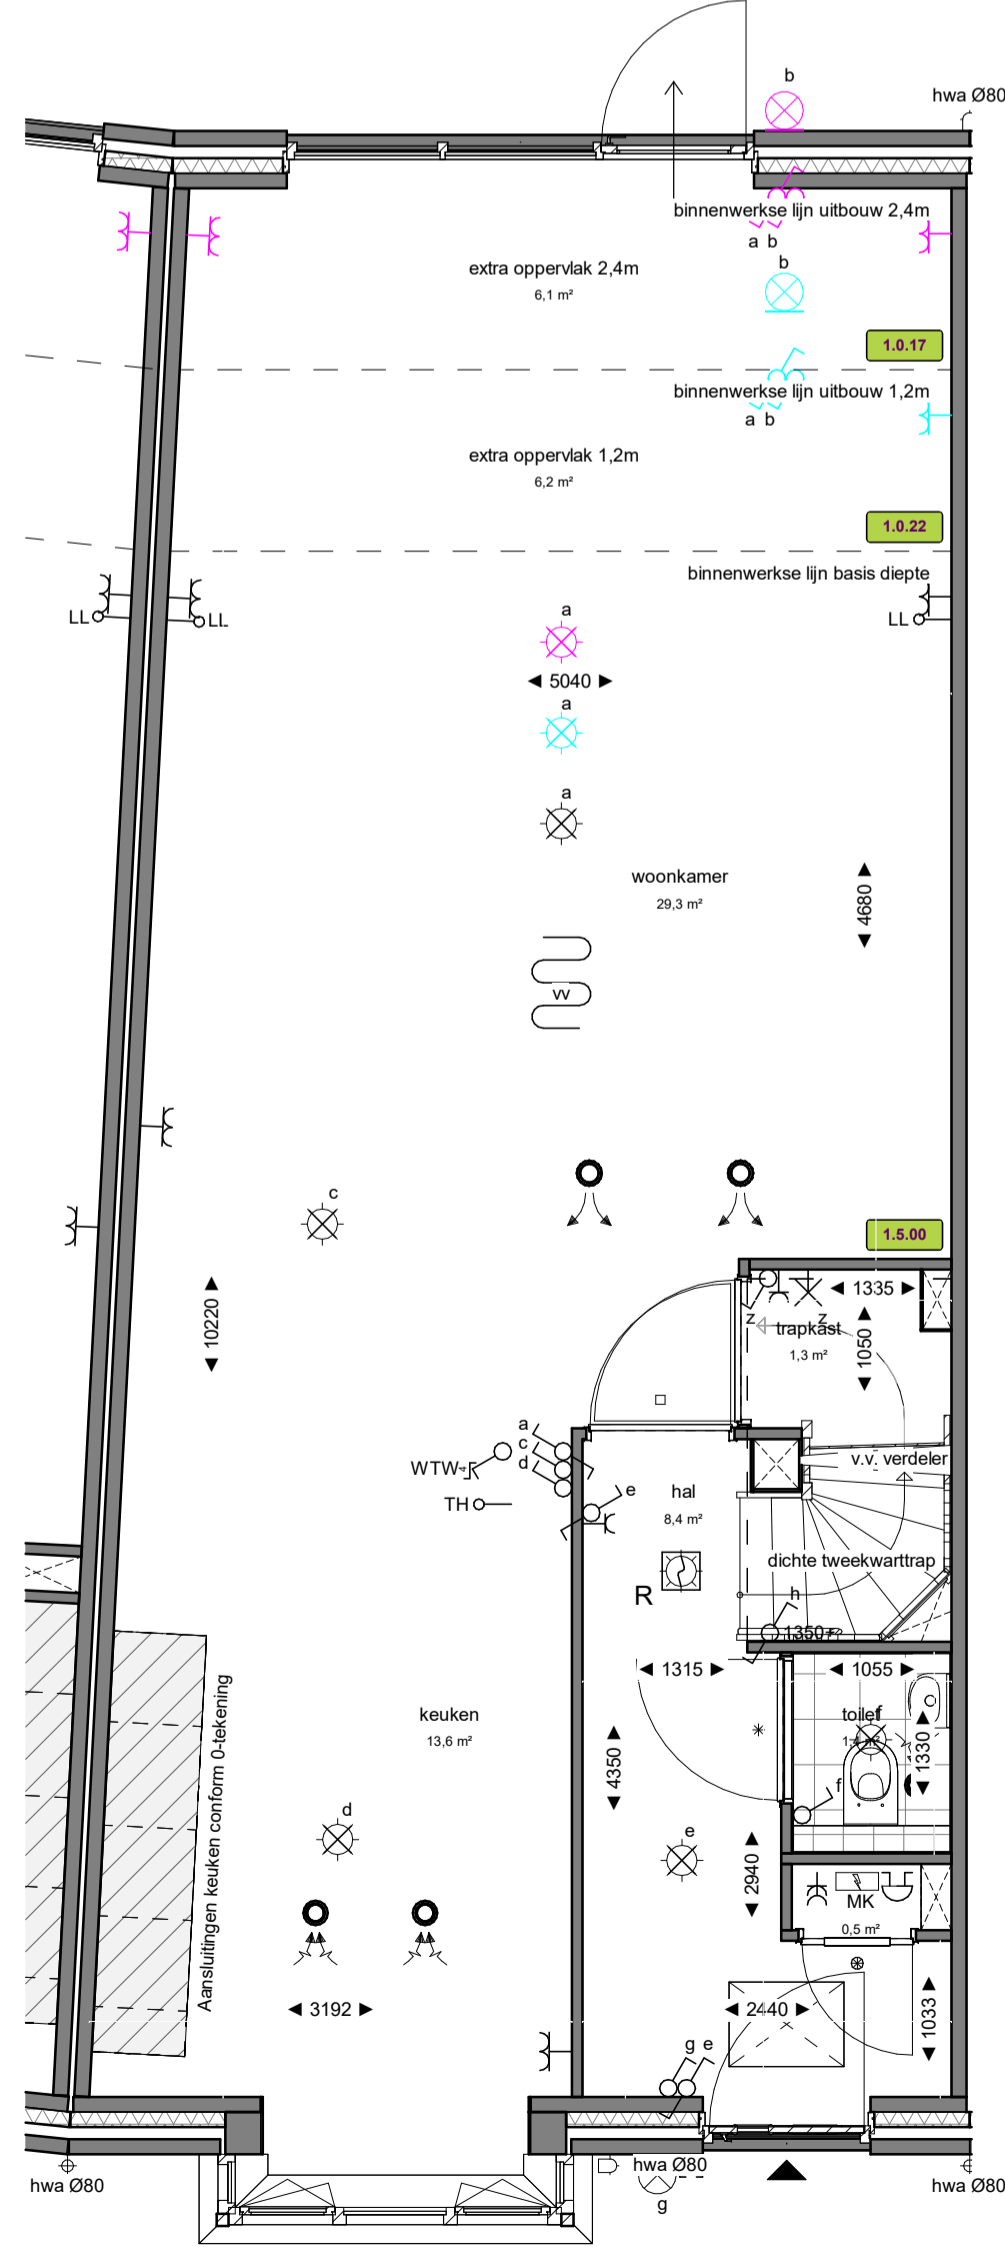 b
hwa Ø80
binnenwerkse lijn uitbouw 2,4m
a b
extra oppervlak 2,4m
6,1 m²
b
1.0.17
binnenwerkse lijn uitbouw 1,2m
a b
extra oppervlak 1,2m
6,2 m²
1.0.22
binnenwerkse lijn basis diepte
LL
LL
LL
a
5040
a
a
woonkamer
29,3 m²
4680
vv
c
1.5.00
10220
1335
z
z
trapkast
1,3 m²
1050
a
c
d
WTW
TH
e
hal
8,4 m²
v.v. verdeler
dichte tweekwarttrap
R
h
1350+
1315
1055
toilet
f
1330
f
keuken
13,6 m²
Aansluitingen keuken conform 0-tekening
4350
d
e
2940
MK
0,5 m²
3192
2440
1033
g e
hwa Ø80
hwa Ø80
g
hwa Ø80